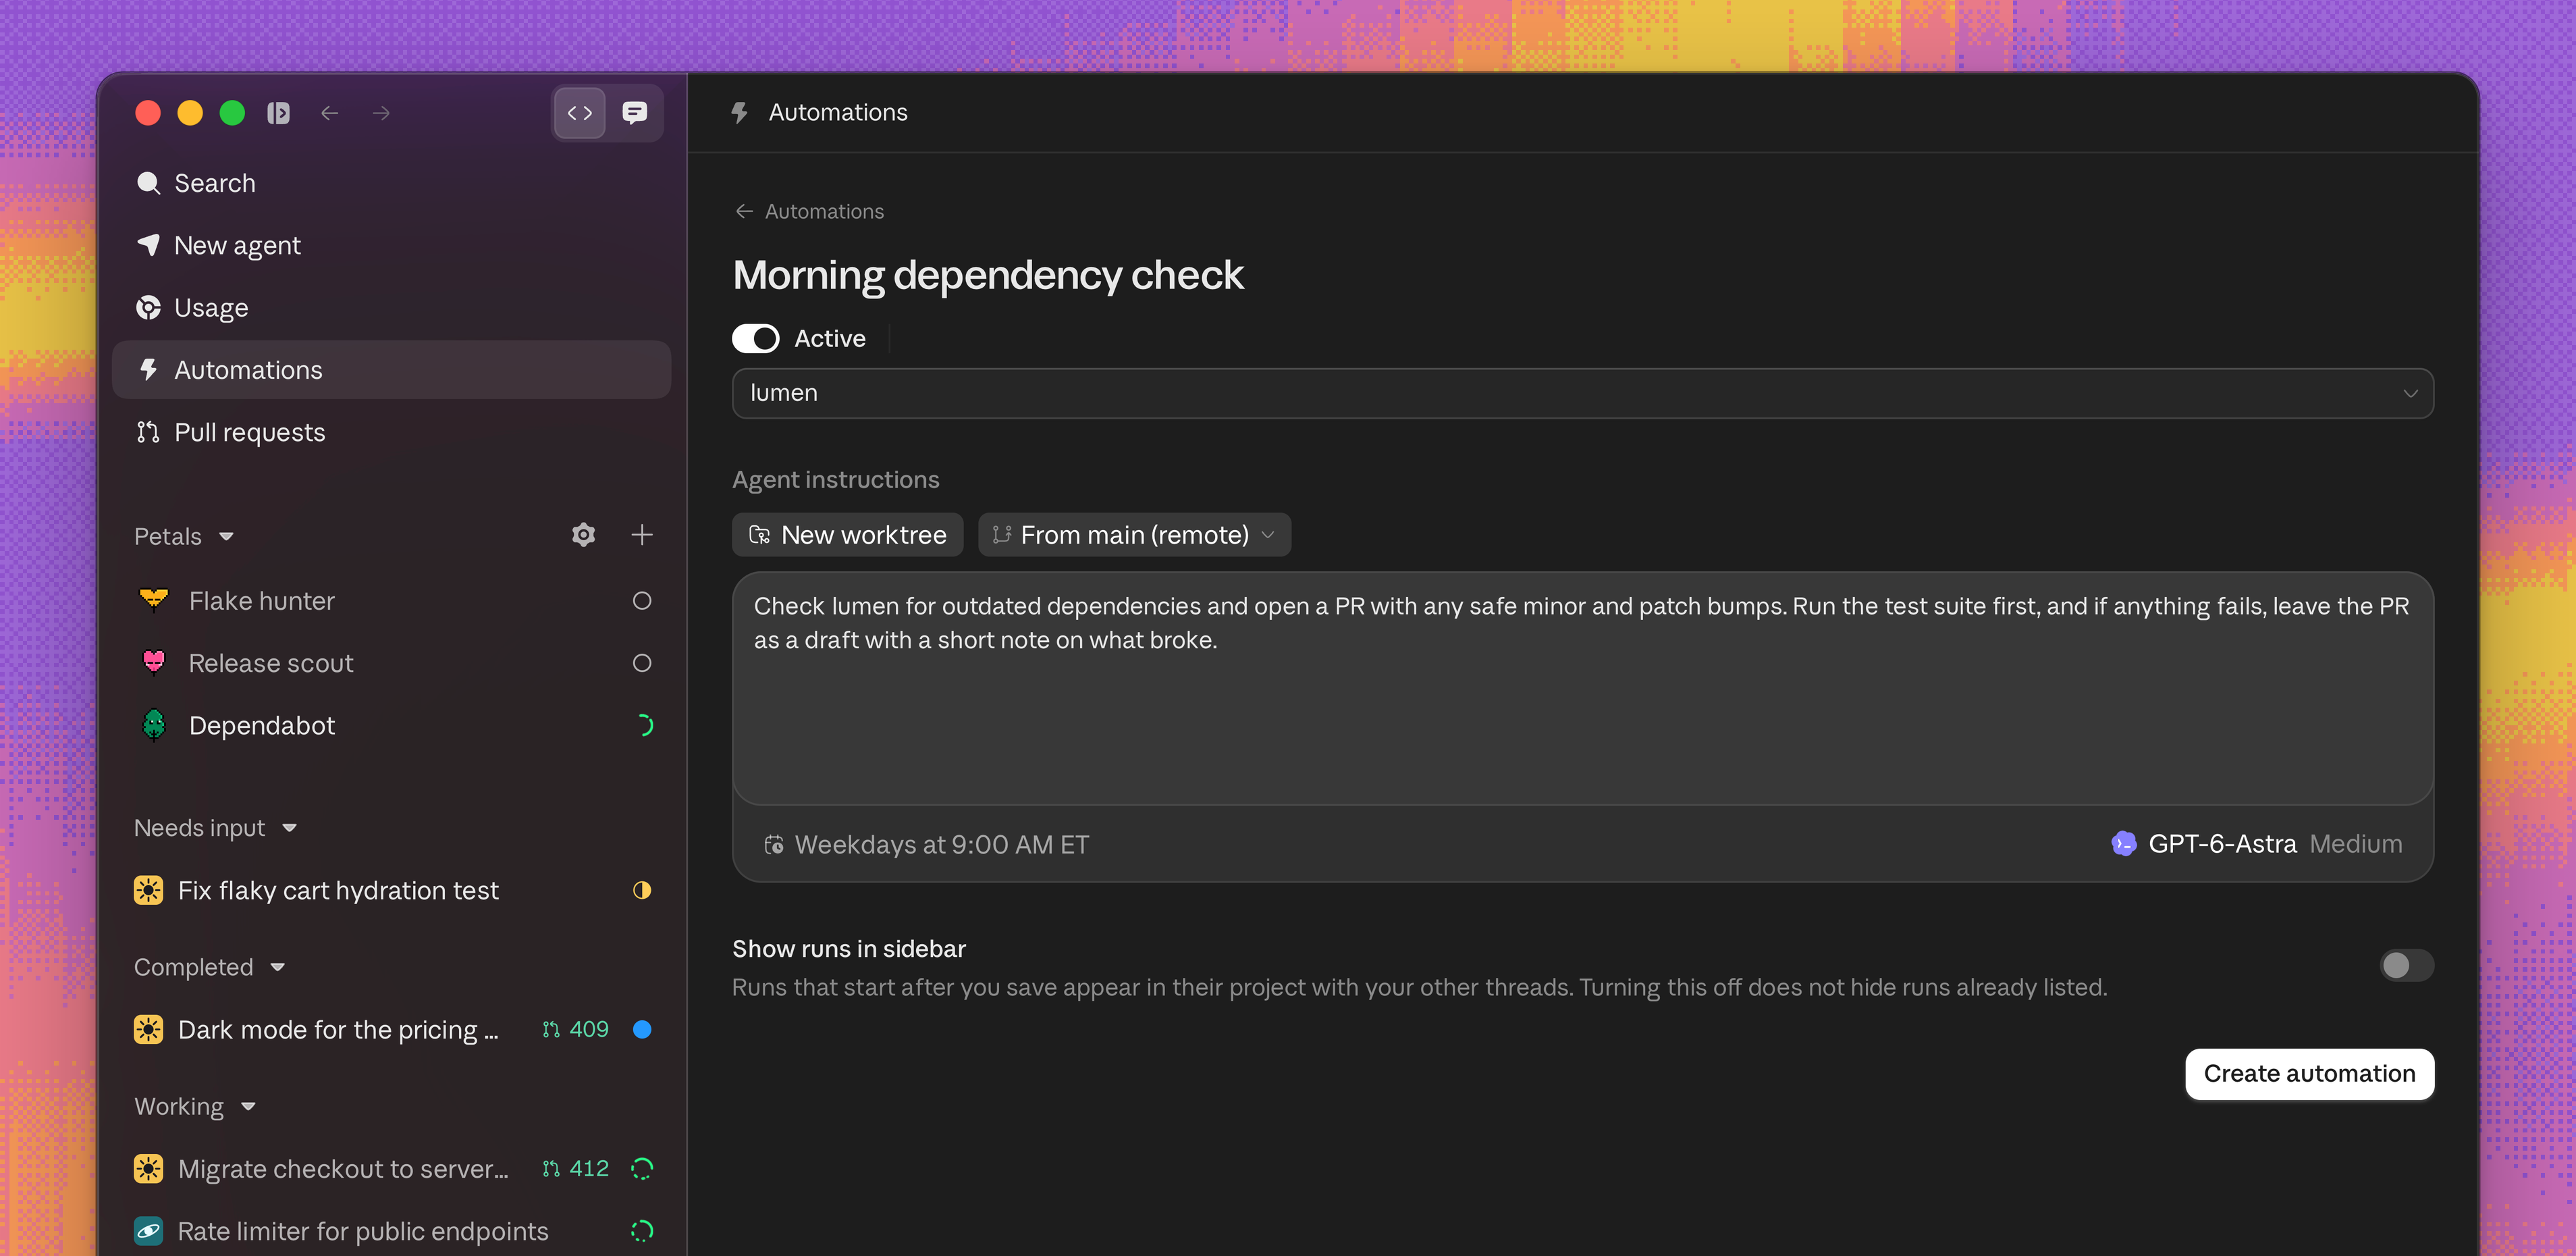 Search
New agent
Usage
Automations
Pull requests
Petals
Flake hunter
Release scout
Dependabot
Needs input
Fix flaky cart hydration test
Completed
Dark mode for the pricing ... 409
Working
Migrate checkout to server... 412
Rate limiter for public endpoints
Automations
Automations
Morning dependency check
Active
lumen
Agent instructions
New worktree From main (remote)
Check lumen for outdated dependencies and open a PR with any safe minor and patch bumps. Run the test suite first, and if anything fails, leave the PR
as a draft with a short note on what broke.
Weekdays at 9:00 AM ET GPT-6-Astra Medium
Show runs in sidebar
Runs that start after you save appear in their project with your other threads. Turning this off does not hide runs already listed.
Create automation